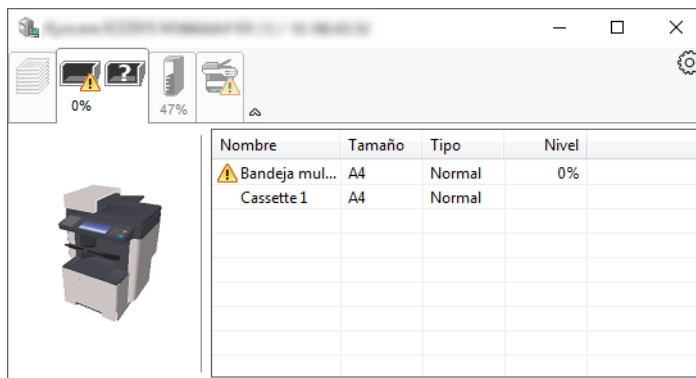 0%
47%
Nombre Tamaño Tipo Nivel
Bandeja mul... A4 Normal 0%
Cassette 1 A4 Normal